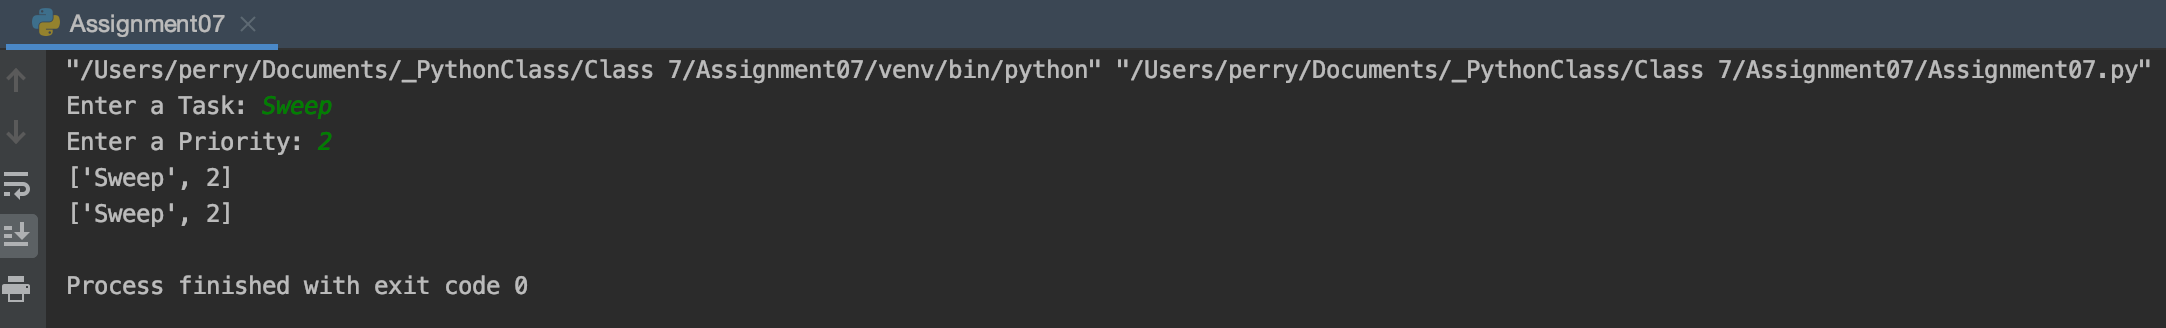 Assignment07
"/Users/perry/Documents/_PythonClass/Class 7/Assignment07/venv/bin/python" "/Users/perry/Documents/_PythonClass/Class 7/Assignment07/Assignment07.py"
Enter a Task: Sweep
Enter a Priority: 2
['Sweep', 2]
['Sweep', 2]
Process finished with exit code 0